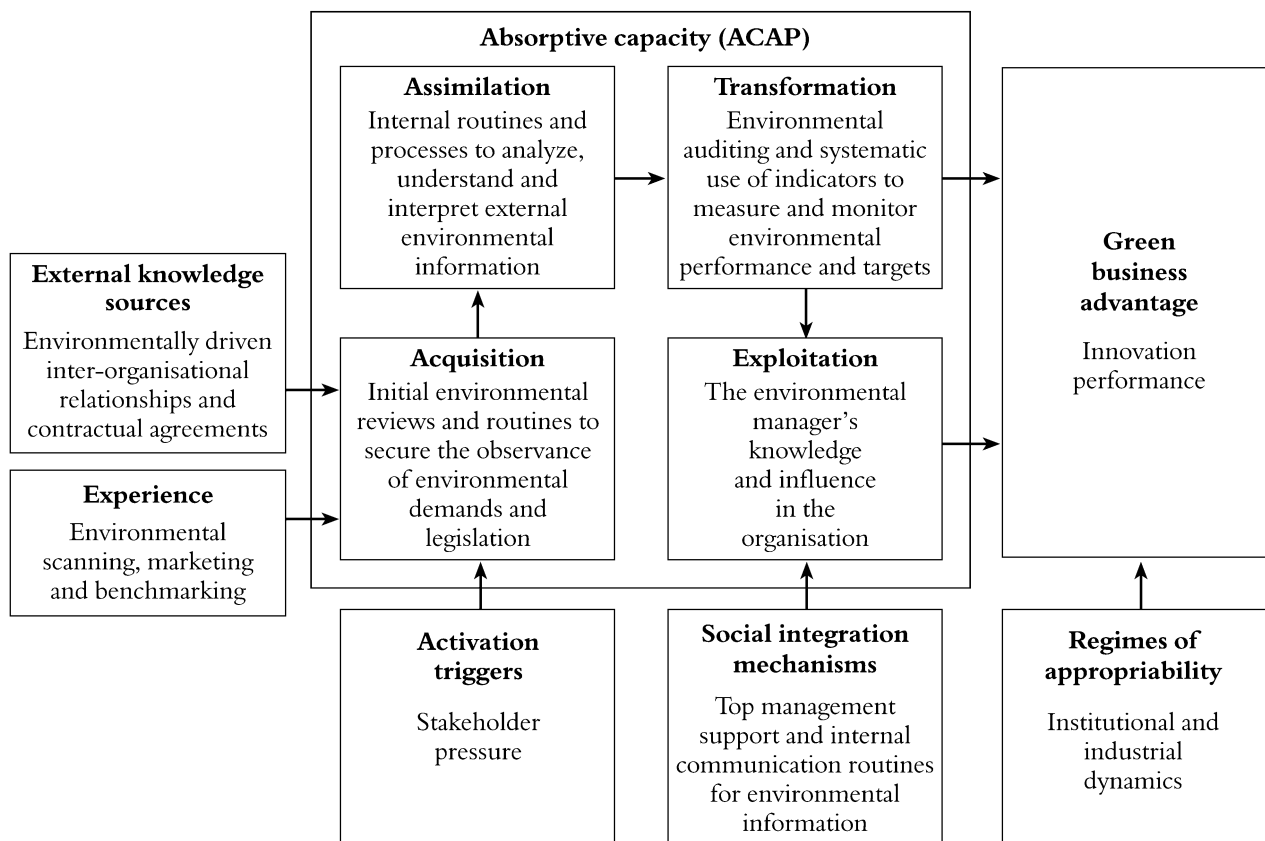 Absorptive capacity (ACAP)
Assimilation
Internal routines and
processes to analyze,
understand and
interpret external
environmental
information
Transformation
Environmental
auditing and systematic
use of indicators to
measure and monitor
environmental
performance and targets
Green
business
advantage
Innovation
performance
External knowledge
sources
Environmentally driven
inter-organisational
relationships and
contractual agreements
Acquisition
Initial environmental
reviews and routines to
secure the observance
of environmental
demands and
legislation
Exploitation
The environmental
manager’s
knowledge
and influence
in the
organisation
Experience
Environmental
scanning, marketing
and benchmarking
Activation
triggers
Stakeholder
pressure
Social integration
mechanisms
Top management
support and internal
communication routines
for environmental
information
Regimes of
appropriability
Institutional and
industrial
dynamics